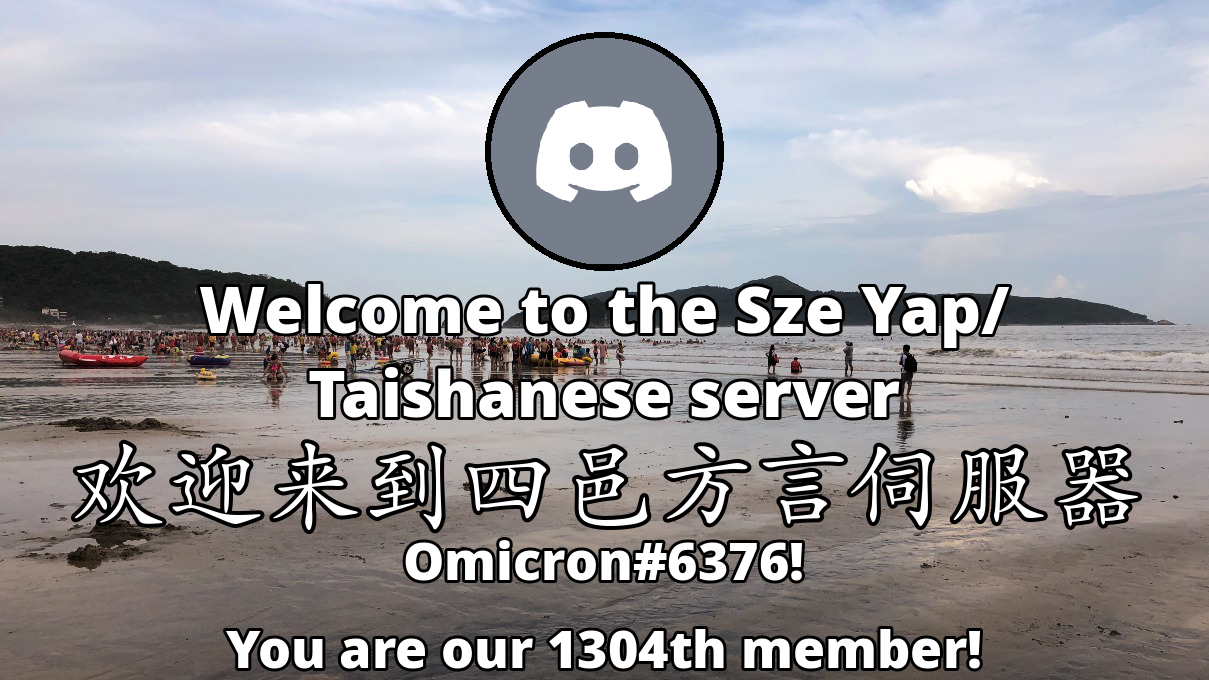 Welcome to the Sze Yap/
Taishanese server
欢迎来到四邑方言伺服器
Omicron#6376!
You are our 1304th member!